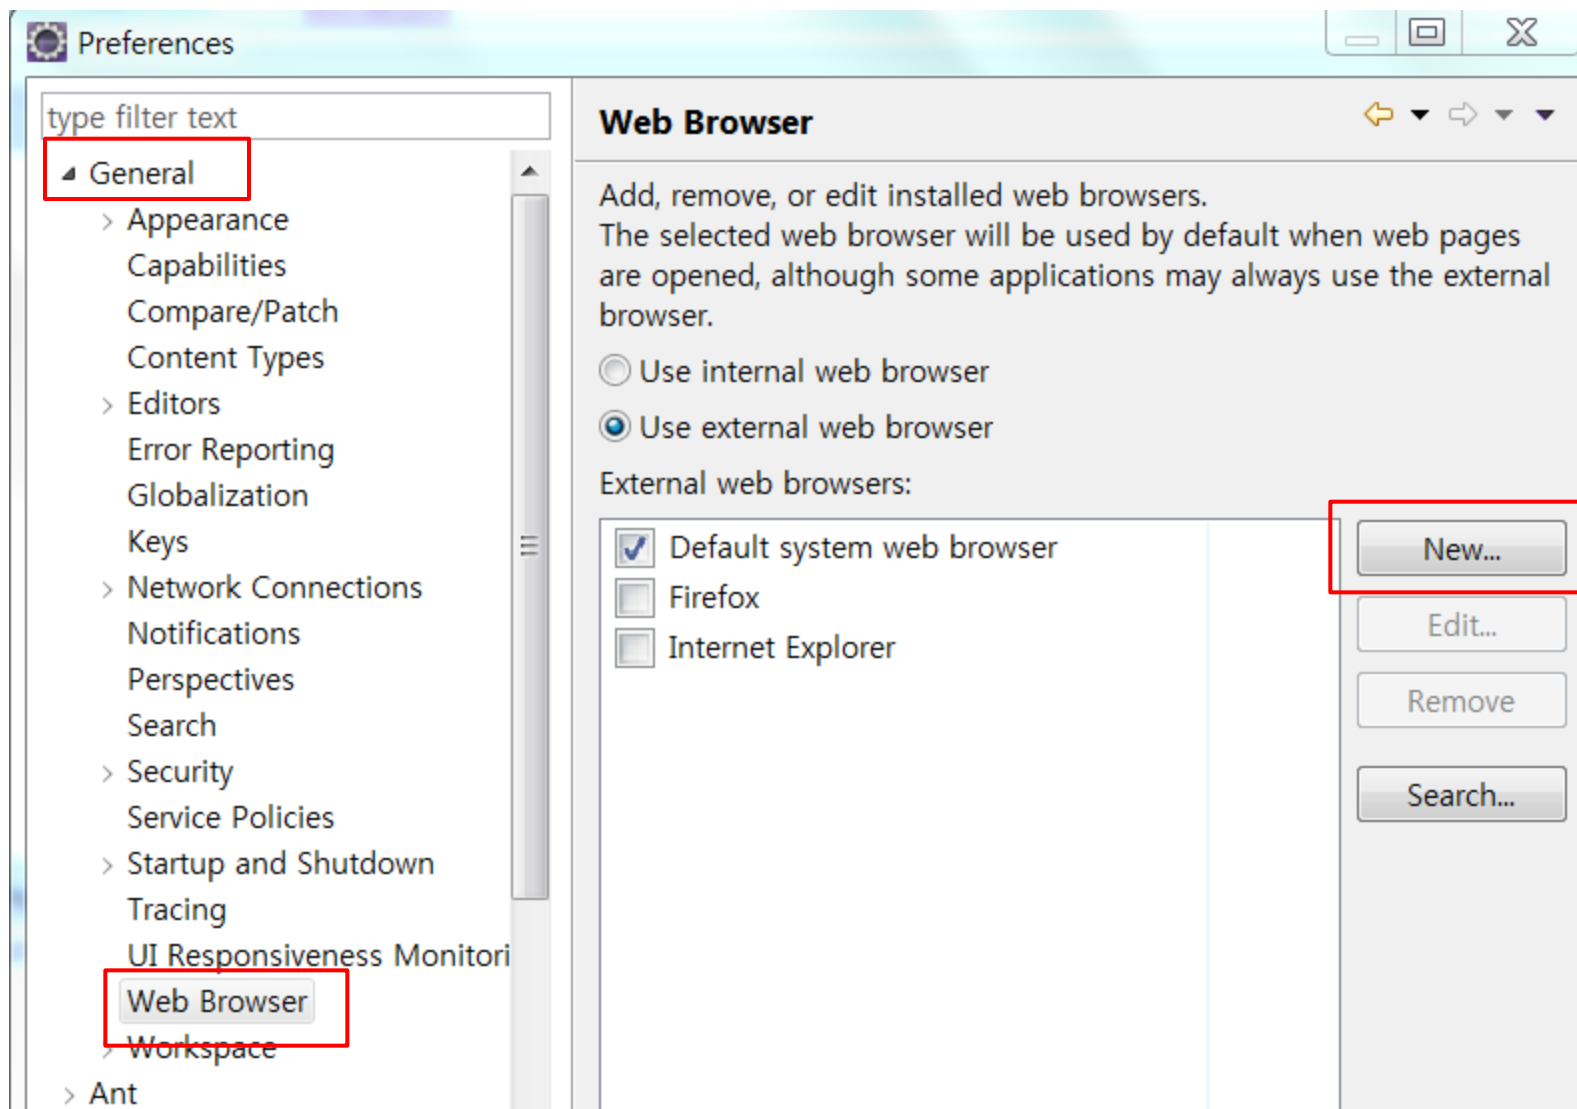 Preferences
type filter text
General
Appearance
Capabilities
Compare/Patch
Content Types
Editors
Error Reporting
Globalization
Keys
Network Connections
Notifications
Perspectives
Search
Security
Service Policies
Startup and Shutdown
Tracing
UI Responsiveness Monitori
Web Browser
Workspace
Ant
Web Browser
Add, remove, or edit installed web browsers.
The selected web browser will be used by default when web pages
are opened, although some applications may always use the external
browser.
Use internal web browser
Use external web browser
External web browsers:
Default system web browser
Firefox
Internet Explorer
New...
Edit...
Remove
Search...